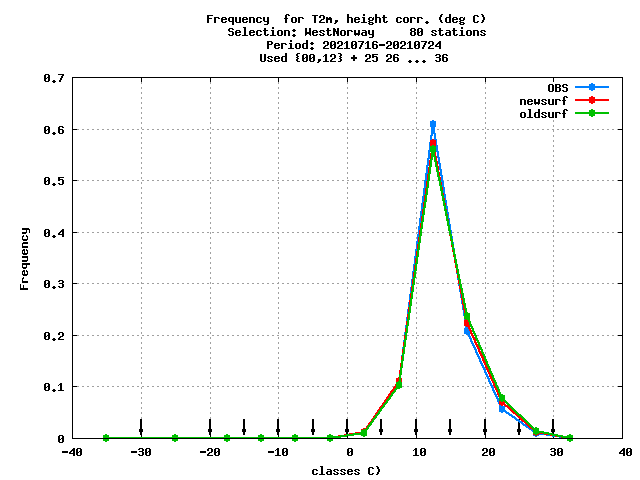 Frequency  for T2m, height corr. (deg C)
Selection: WestNorway     80 stations
Period: 20210716-20210724
Used {00,12} + 25 26 ... 36
OBS
newsurf
oldsurf
Frequency
0.7
0.6
0.5
0.4
0.3
0.2
0.1
0
-40 -30 -20 -10 0 10 20 30 40
classes C)